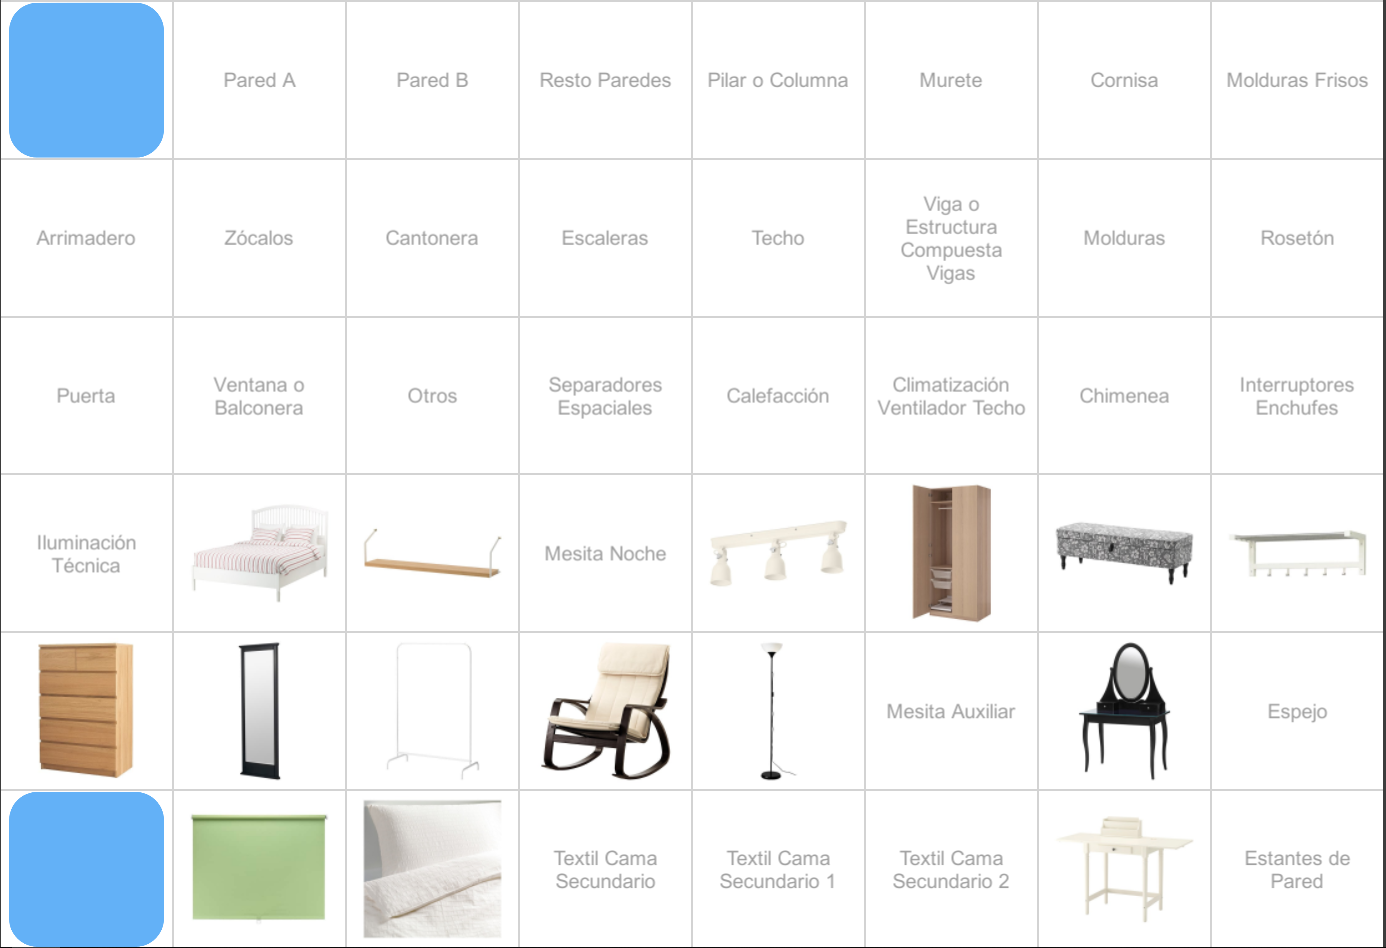 Pared A
Pared B
Resto Paredes
Pilar o Columna
Murete
Cornisa
Molduras Frisos
Arrimadero
Zócalos
Cantonera
Escaleras
Techo
Viga o
Estructura
Compuesta
Vigas
Molduras
Rosetón
Puerta
Ventana o
Balconera
Otros
Separadores
Espaciales
Calefacción
Climatización
Ventilador Techo
Chimenea
Interruptores
Enchufes
Iluminación
Técnica
Mesita Noche
Mesita Auxiliar
Espejo
Textil Cama
Secundario
Textil Cama
Secundario 1
Textil Cama
Secundario 2
Estantes de
Pared